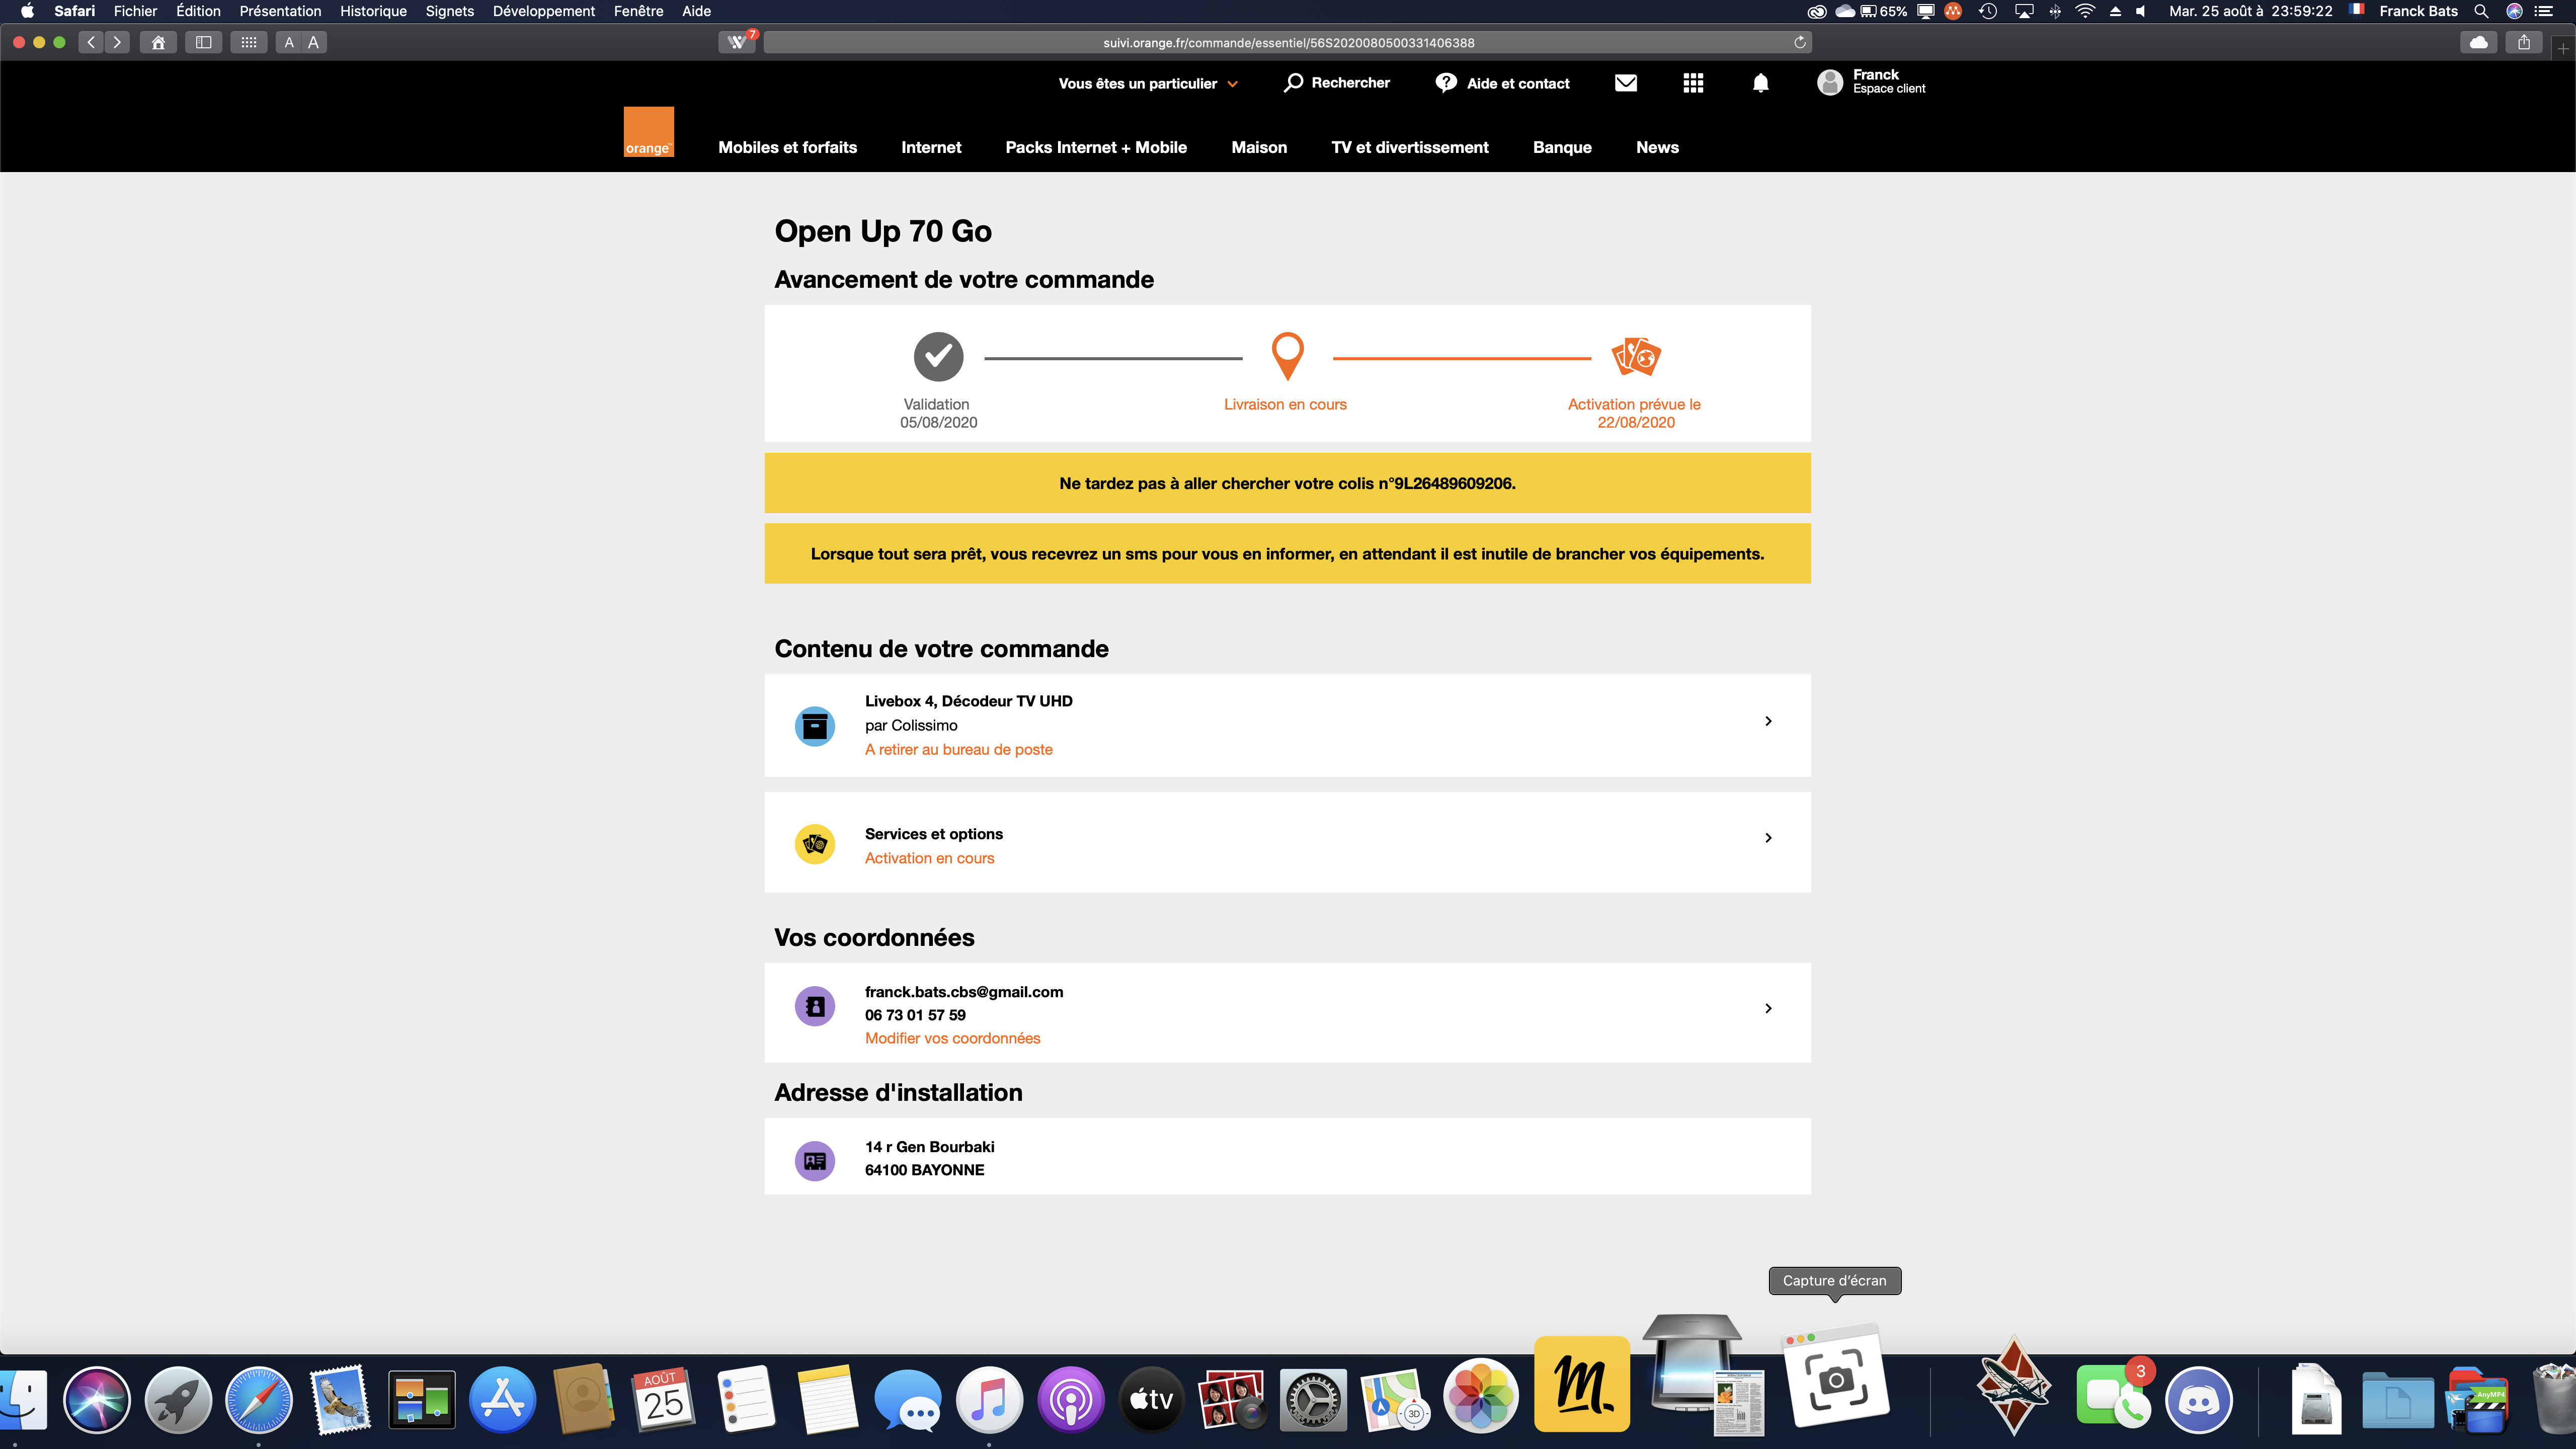 Safari Fichier Édition Présentation Historique Signets Développement Fenêtre Aide
65% Mar. 25 août à 23:59:22 Franck Bats
A A
7
suivi.orange.fr/commande/essentiel/56S2020080500331406388
Vous êtes un particulier
Rechercher
Aide et contact
Franck
Espace client
orange
Mobiles et forfaits Internet Packs Internet + Mobile Maison TV et divertissement Banque News
Open Up 70 Go
Avancement de votre commande
Validation
05/08/2020
Livraison en cours
Activation prévue le
22/08/2020
Ne tardez pas à aller chercher votre colis n°9L26489609206.
Lorsque tout sera prêt, vous recevrez un sms pour vous en informer, en attendant il est inutile de brancher vos équipements.
Contenu de votre commande
Livebox 4, Décodeur TV UHD
par Colissimo
A retirer au bureau de poste
Services et options
Activation en cours
Vos coordonnées
franck.bats.cbs@gmail.com
06 73 01 57 59
Modifier vos coordonnées
Adresse d'installation
14 r Gen Bourbaki
64100 BAYONNE
Capture d'écran
AOÛT
25
tv
3D
m.
3
AnyMP4